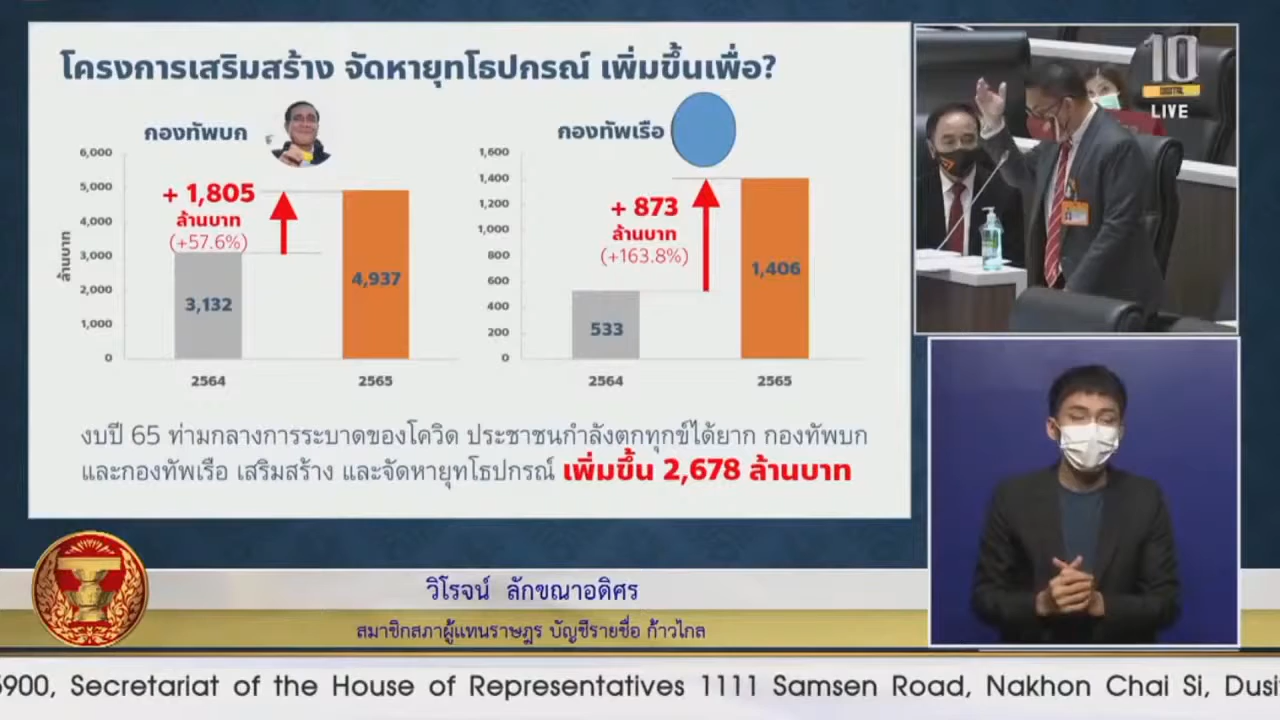 โครงการเสริมสร้าง จัดหายุทโธปกรณ์ เพิ่มขึ้นเพื่อ?
กองทัพบก
ล้านบาท
6,000
5,000
4,000
3,000
2,000
1,000
0
+ 1,805
ล้านบาท
(+57.6%)
3,132
4,937
2564
2565
กองทัพเรือ
1,600
1,400
1,200
1,000
800
600
400
200
0
+ 873
ล้านบาท
(+163.8%)
533
1,406
2564
2565
งบปี 65 ท่ามกลางการระบาดของโควิด ประชาชนกำลังตกทุกข์ได้ยาก กองทัพบก
และกองทัพเรือ เสริมสร้าง และจัดหายุทโธปกรณ์ เพิ่มขึ้น 2,678 ล้านบาท
10
DIGITAL
LIVE
วิโรจน์ ลักขณาอดิศร
สมาชิกสภาผู้แทนราษฎร บัญชีรายชื่อ ก้าวไกล
5900, Secretariat of the House of Representatives 1111 Samsen Road, Nakhon Chai Si, Dusi